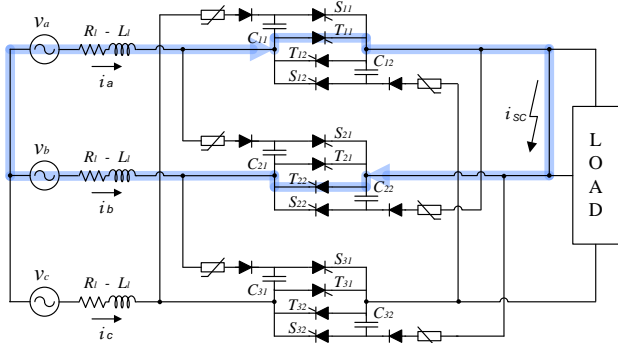 S11
va
Rl - Ll
C11
T11
ia
T12
C12
S12
iSC
S21
vb
Rl - Ll
C21
T21
ib
T22
C22
S22
LOAD
S31
vc
Rl - Ll
C31
T31
ic
T32
C32
S32